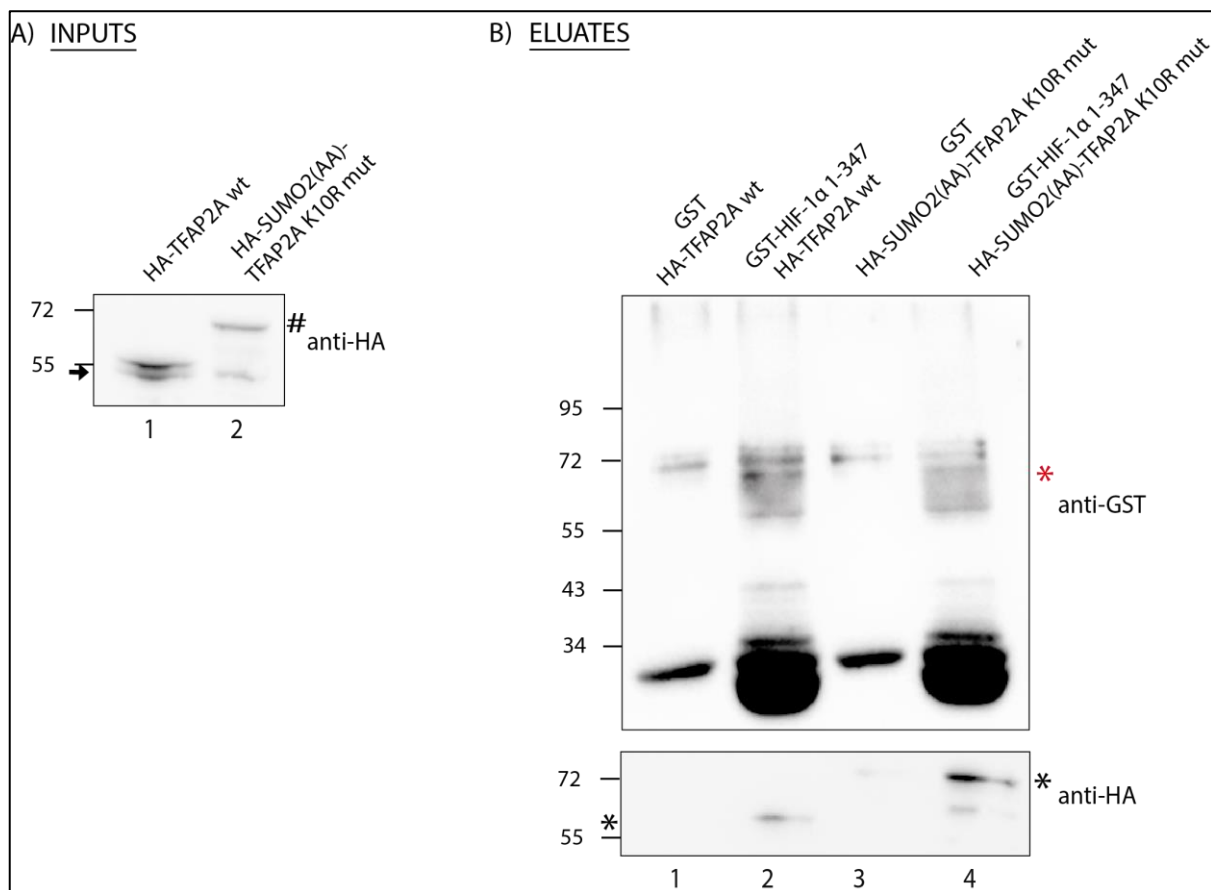 A) INPUTS
HA-TFAP2A wt
HA-SUMO2(AA)-
TFAP2A K10R mut
72
#
anti-HA
55
1
2
B) ELUATES
GST
HA-TFAP2A wt
GST-HIF-1α 1-347
HA-TFAP2A wt
GST
HA-SUMO2(AA)-TFAP2A K10R mut
GST-HIF-1α 1-347
HA-SUMO2(AA)-TFAP2A K10R mut
95
72
*
anti-GST
55
43
34
72
*
anti-HA
*
55
1
2
3
4